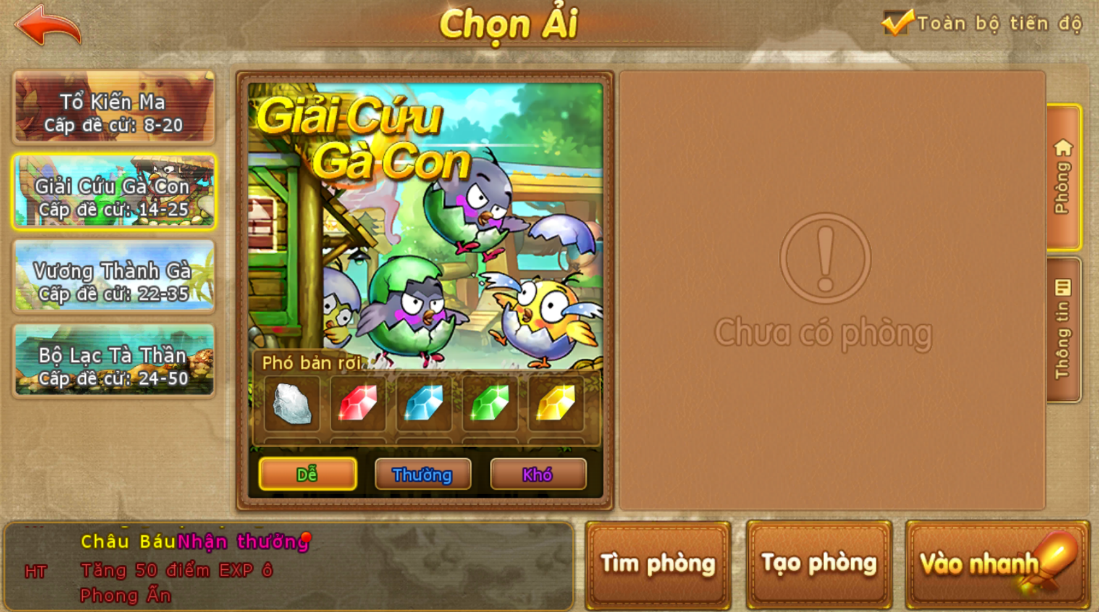 Chọn Ải
Toàn bộ tiến độ
Tổ Kiến Ma
Cấp đề cử: 8-20
Giải Cứu Gà Con
Cấp đề cử: 14-25
Vương Thành Gà
Cấp đề cử: 22-35
Bộ Lạc Tà Thần
Cấp đề cử: 24-50
Giải Cứu
Gà Con
Phó bản rơi
Dễ
Thường
Khó
Chưa có phòng
Phòng
Thông tin
Châu Báu Nhận thưởng
HT Tăng 50 điểm EXP ô
Phong Ấn
Tìm phòng
Tạo phòng
Vào nhanh